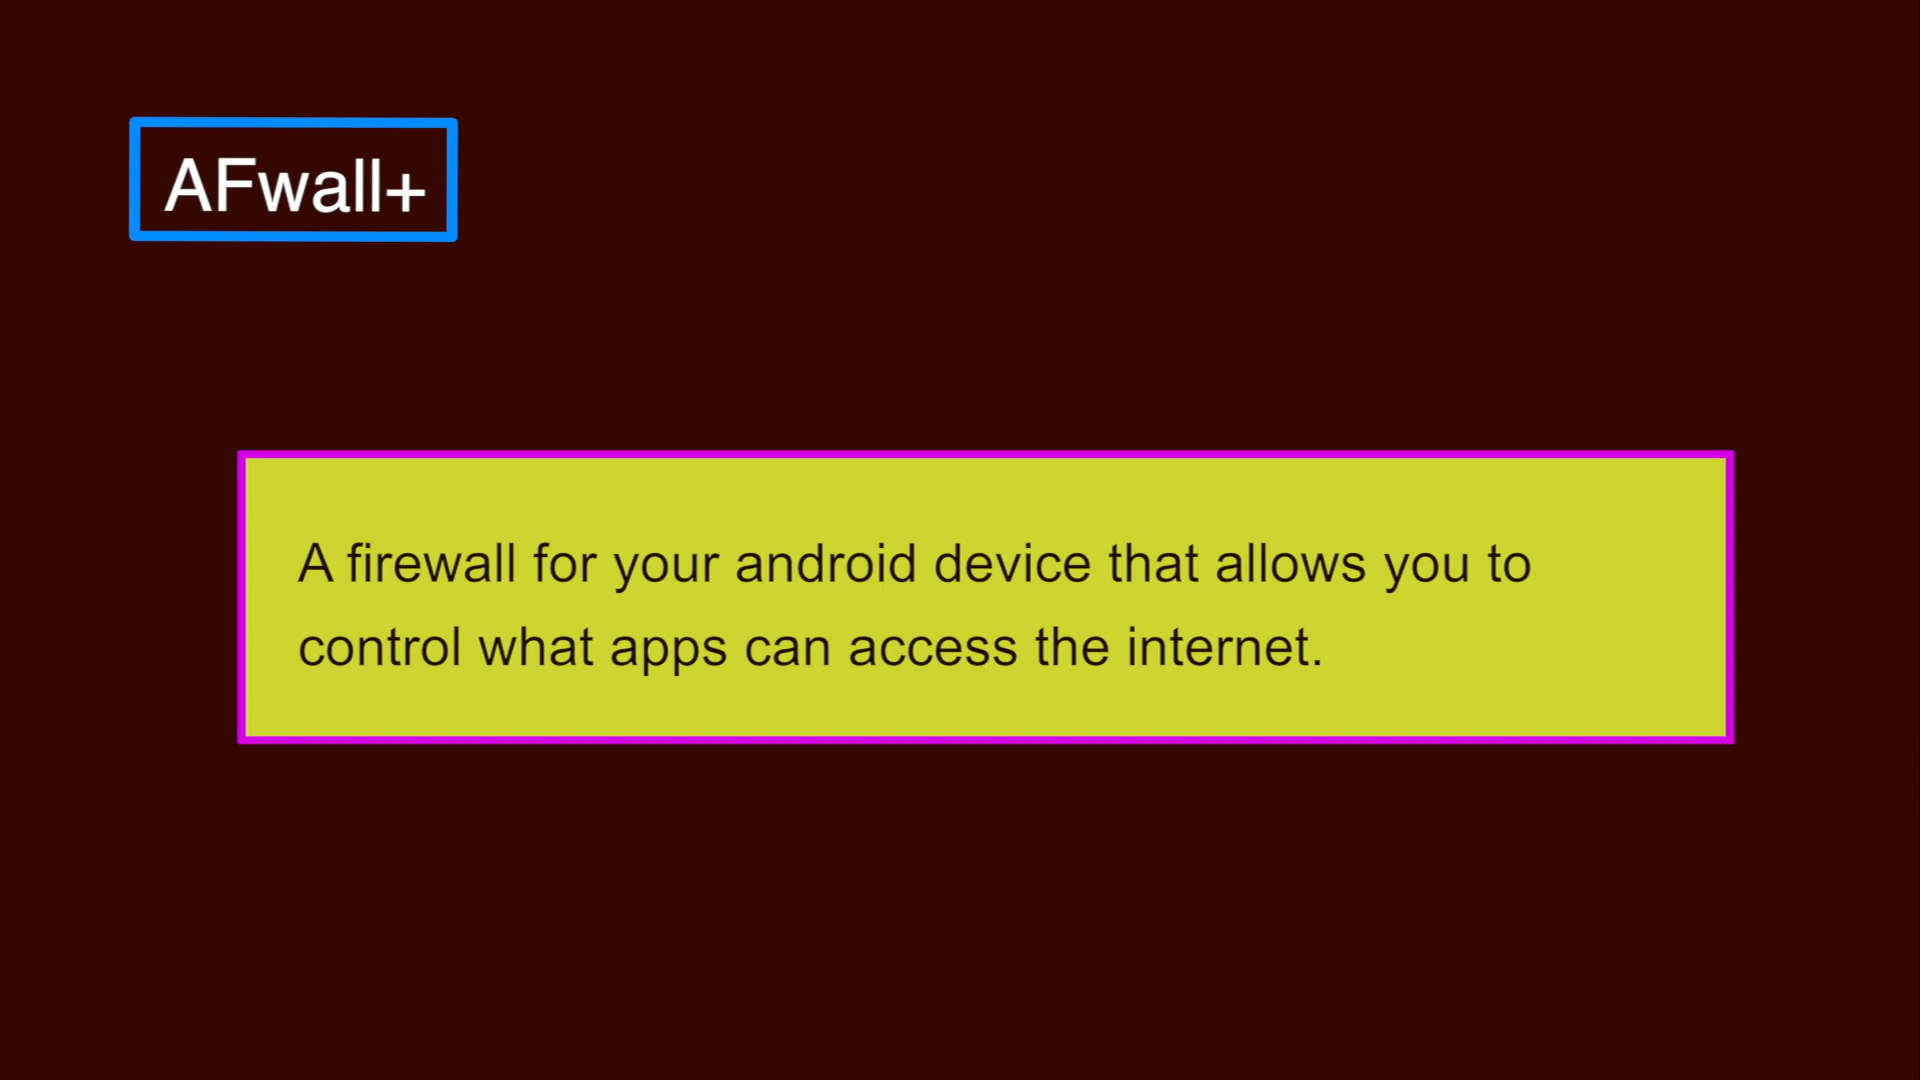 AFwall+
A firewall for your android device that allows you to
control what apps can access the internet.